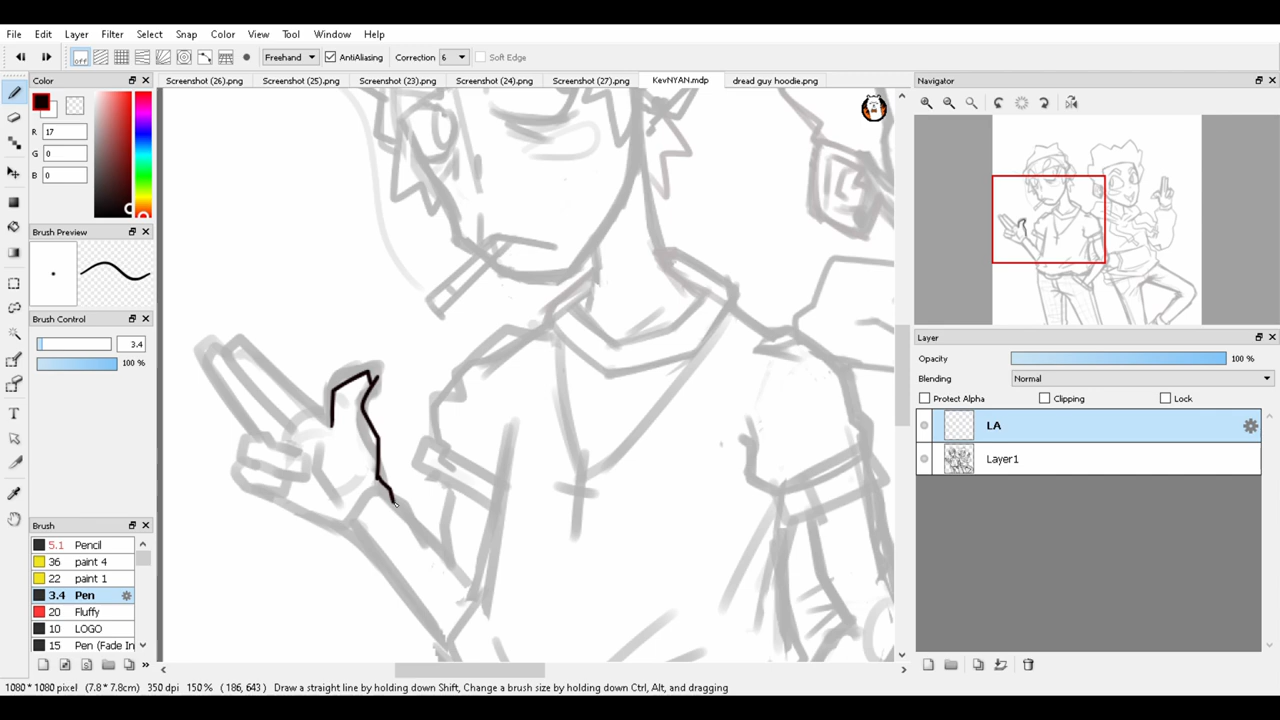 File Edit Layer Filter Select Snap Color View Tool Window Help
off Freehand AntiAliasing Correction 6 Soft Edge
Color
R 17
G 0
B 0
Brush Preview
Brush Control
3.4
100 %
Brush
5.1 Pencil
36 paint 4
22 paint 1
3.4 Pen
20 Fluffy
10 LOGO
15 Pen (Fade In
Screenshot (26).png Screenshot (25).png Screenshot (23).png Screenshot (24).png Screenshot (27).png KevNYAN.mdp dread guy hoodie.png
Navigator
Layer
Opacity 100 %
Blending Normal
Protect Alpha Clipping Lock
LA
Layer1
1080 * 1080 pixel (7.8 * 7.8cm) 350 dpi 150 % ( 186, 643 ) Draw a straight line by holding down Shift, Change a brush size by holding down Ctrl, Alt, and dragging